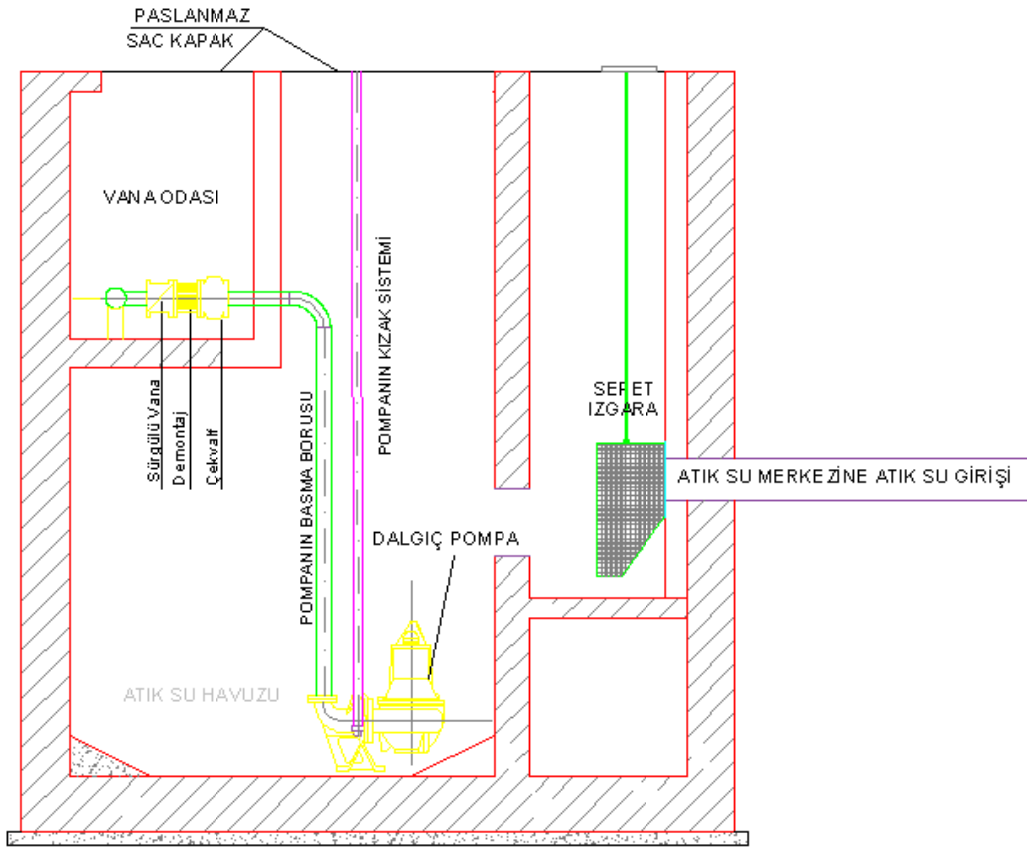 PASLANMAZ
SAC KAPAK
VANA ODASI
POMPANIN KIZAK SİSTEMİ
SEPET
IZGARA
Sürgülü Vana
Demontaj
Çekvalf
POMPANIN BASMA BORUSU
ATIK SU MERKEZİNE ATIK SU GİRİŞİ
DALGIÇ POMPA
ATIK SU HAVUZU